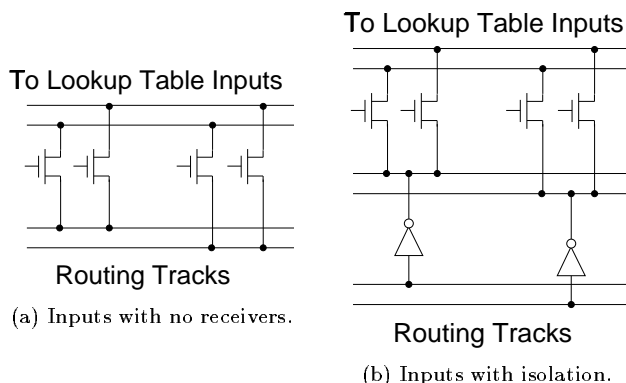 To Lookup Table Inputs
Routing Tracks
(a) Inputs with no receivers.
To Lookup Table Inputs
Routing Tracks
(b) Inputs with isolation.